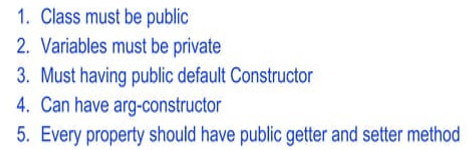 1. Class must be public
2. Variables must be private
3. Must having public default Constructor
4. Can have arg-constructor
5. Every property should have public getter and setter method